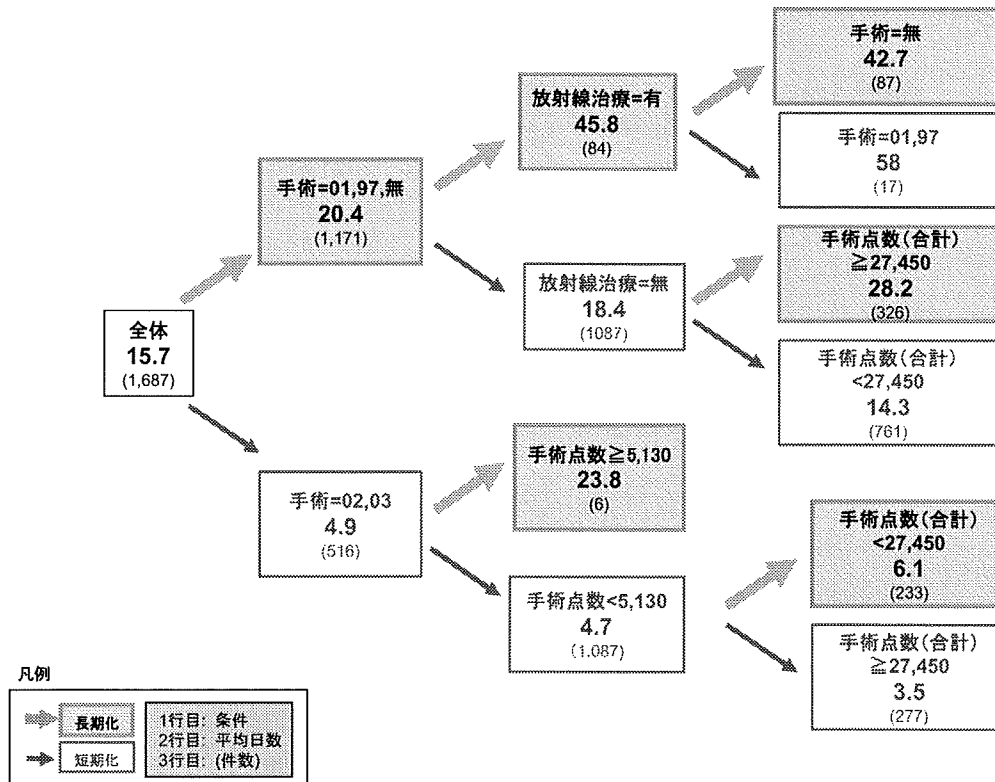 全体
15.7
(1,687)
手術=01,97,無
20.4
(1,171)
手術=02,03
4.9
(516)
放射線治療=有
45.8
(84)
放射線治療=無
18.4
(1087)
手術点数≧5,130
23.8
(6)
手術点数<5,130
4.7
(1,087)
手術=無
42.7
(87)
手術=01,97
58
(17)
手術点数(合計)
≧27,450
28.2
(326)
手術点数(合計)
<27,450
14.3
(761)
手術点数(合計)
<27,450
6.1
(233)
手術点数(合計)
≧27,450
3.5
(277)
凡例
長期化
短期化
1行目: 条件
2行目: 平均日数
3行目: (件数)